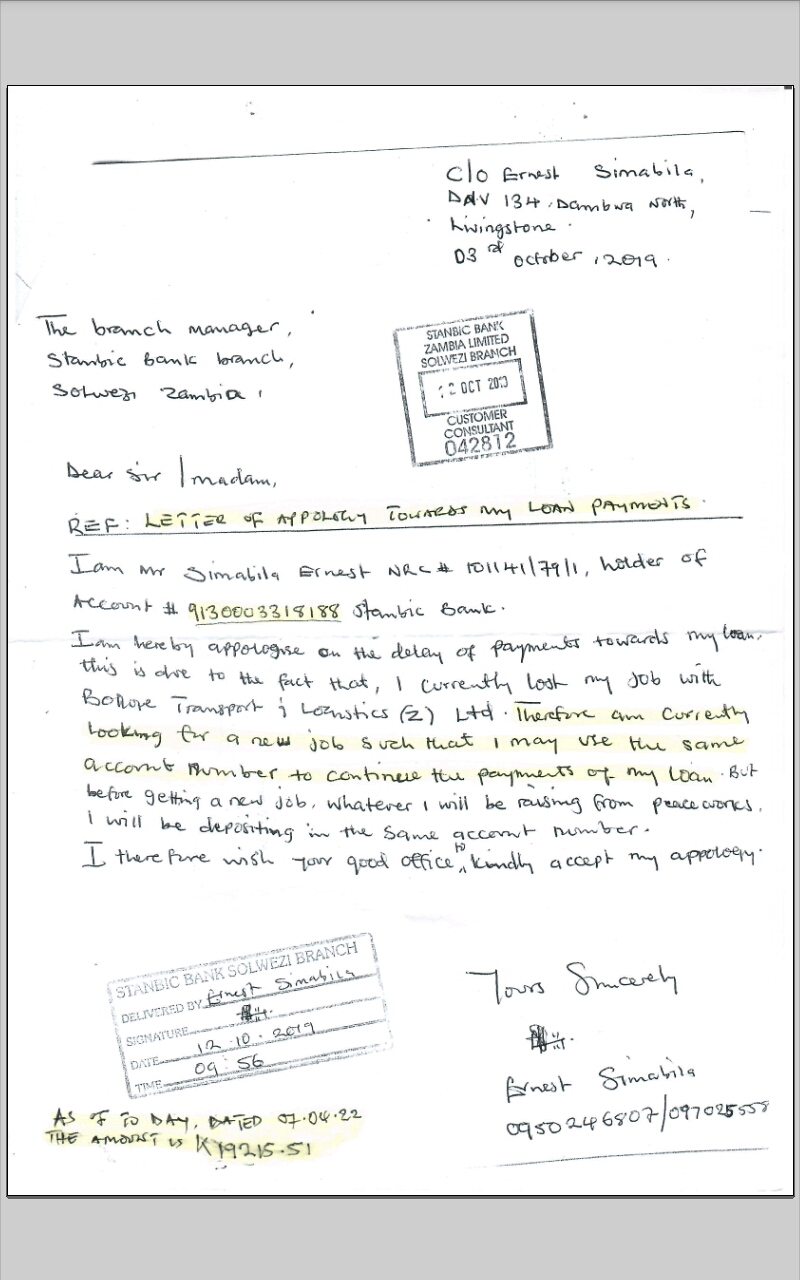 C/O Ernest Simabila,
DN/V 134, Dambwa North,
Livingstone.
03rd October, 2019.
The branch manager,
Stanbic Bank branch,
Solwezi Zambia,
STANBIC BANK
ZAMBIA LIMITED
SOLWEZI BRANCH
12 OCT 2019
CUSTOMER
CONSULTANT
042812
Dear Sir / madam,
REF: LETTER OF APPOLOGY TOWARDS MY LOAN PAYMENTS.
I am Mr Simabila Ernest NRC # 101141/79/1, holder of
Account # 9130003318188 Stanbic Bank.
I am hereby appologise on the delay of payments towards my loan.
this is due to the fact that, I currently lost my job with
Transport & Logistics (Z) Ltd. Therefore am currently
looking for a new job such that I may use the same
account number to continue the payments of my loan. But
before getting a new job, whatever I will be raising from peaceworks,
I will be depositing in the same account number.
I therefore wish your good office to kindly accept my appology.
STANBIC BANK SOLWEZI BRANCH
DELIVERED BY Ernest Simabila
SIGNATURE
DATE 12.10.2019
TIME 09:56
Yours Sincerely
Ernest Simabila
0950246807/097025558
AS OF TO DAY, DATED 07.04.22
THE AMOUNT IS K19215.51